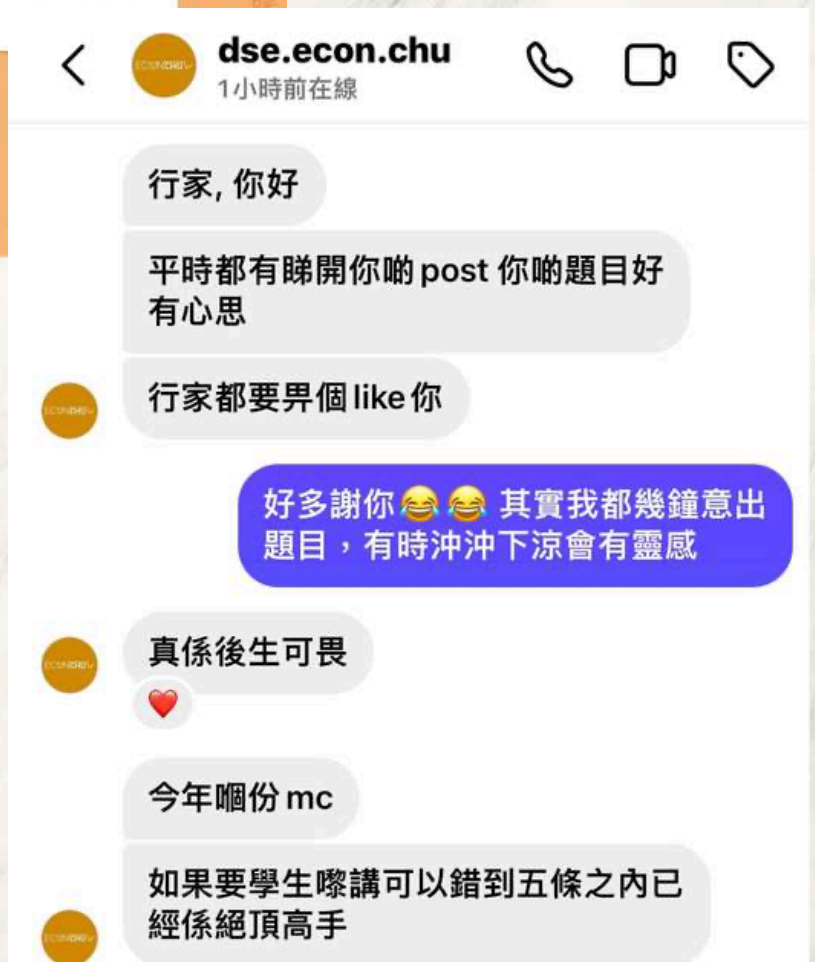 dse.econ.chu
1小時前在線
行家, 你好
平時都有睇開你啲 post 你啲題目好
有心思
行家都要畀個 like 你
好多謝你😂😂 其實我都幾鐘意出
題目，有時沖沖下涼會有靈感
真係後生可畏
❤️
今年嗰份 mc
如果要學生嚟講可以錯到五條之內已
經係絕頂高手